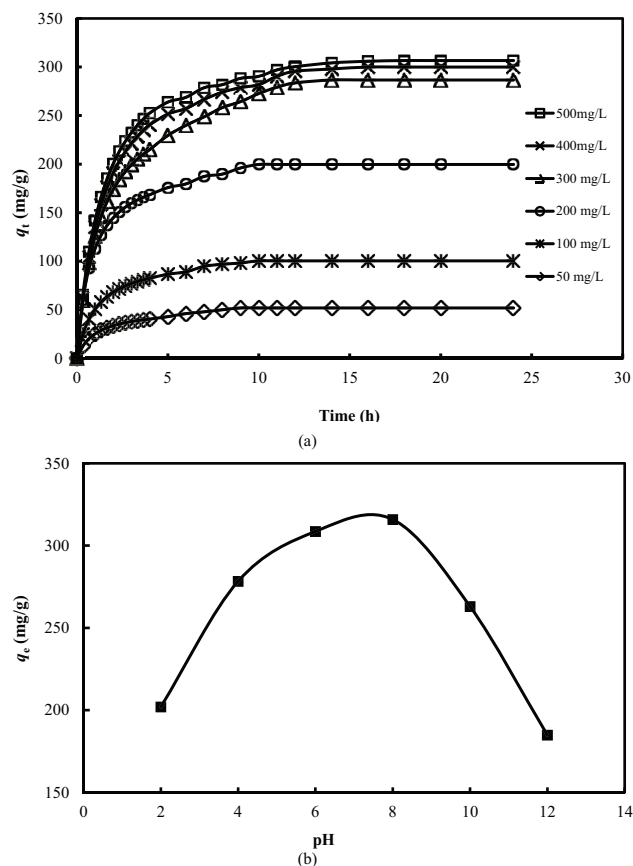 350
300
250
200
150
100
50
0
0 5 10 15 20 25 30
qt (mg/g)
Time (h)
500mg/L
400mg/L
300 mg/L
200 mg/L
100 mg/L
50 mg/L
(a)
350
300
250
200
150
0 2 4 6 8 10 12 14
qe (mg/g)
pH
(b)